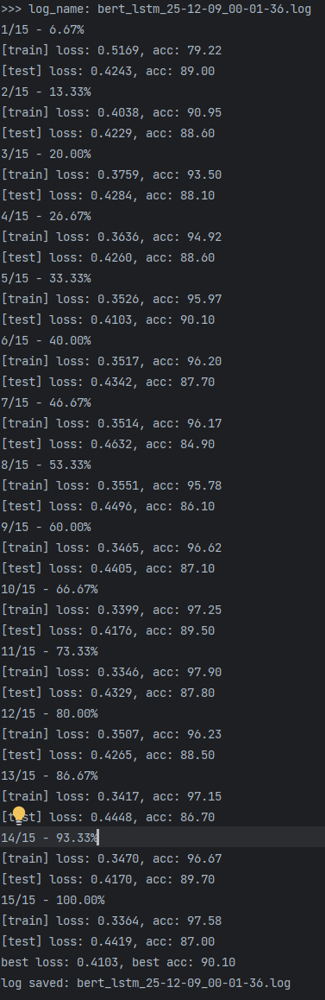 >>> log_name: bert_lstm_25-12-09_00-01-36.log
1/15 - 6.67%
[train] loss: 0.5169, acc: 79.22
[test] loss: 0.4243, acc: 89.00
2/15 - 13.33%
[train] loss: 0.4038, acc: 90.95
[test] loss: 0.4229, acc: 88.60
3/15 - 20.00%
[train] loss: 0.3759, acc: 93.50
[test] loss: 0.4284, acc: 88.10
4/15 - 26.67%
[train] loss: 0.3636, acc: 94.92
[test] loss: 0.4260, acc: 88.60
5/15 - 33.33%
[train] loss: 0.3526, acc: 95.97
[test] loss: 0.4103, acc: 90.10
6/15 - 40.00%
[train] loss: 0.3517, acc: 96.20
[test] loss: 0.4342, acc: 87.70
7/15 - 46.67%
[train] loss: 0.3514, acc: 96.17
[test] loss: 0.4632, acc: 84.90
8/15 - 53.33%
[train] loss: 0.3551, acc: 95.78
[test] loss: 0.4496, acc: 86.10
9/15 - 60.00%
[train] loss: 0.3465, acc: 96.62
[test] loss: 0.4405, acc: 87.10
10/15 - 66.67%
[train] loss: 0.3399, acc: 97.25
[test] loss: 0.4176, acc: 89.50
11/15 - 73.33%
[train] loss: 0.3346, acc: 97.90
[test] loss: 0.4329, acc: 87.80
12/15 - 80.00%
[train] loss: 0.3507, acc: 96.23
[test] loss: 0.4265, acc: 88.50
13/15 - 86.67%
[train] loss: 0.3417, acc: 97.15
[test] loss: 0.4448, acc: 86.70
14/15 - 93.33%
[train] loss: 0.3470, acc: 96.67
[test] loss: 0.4170, acc: 89.70
15/15 - 100.00%
[train] loss: 0.3364, acc: 97.58
[test] loss: 0.4419, acc: 87.00
best loss: 0.4103, best acc: 90.10
log saved: bert_lstm_25-12-09_00-01-36.log